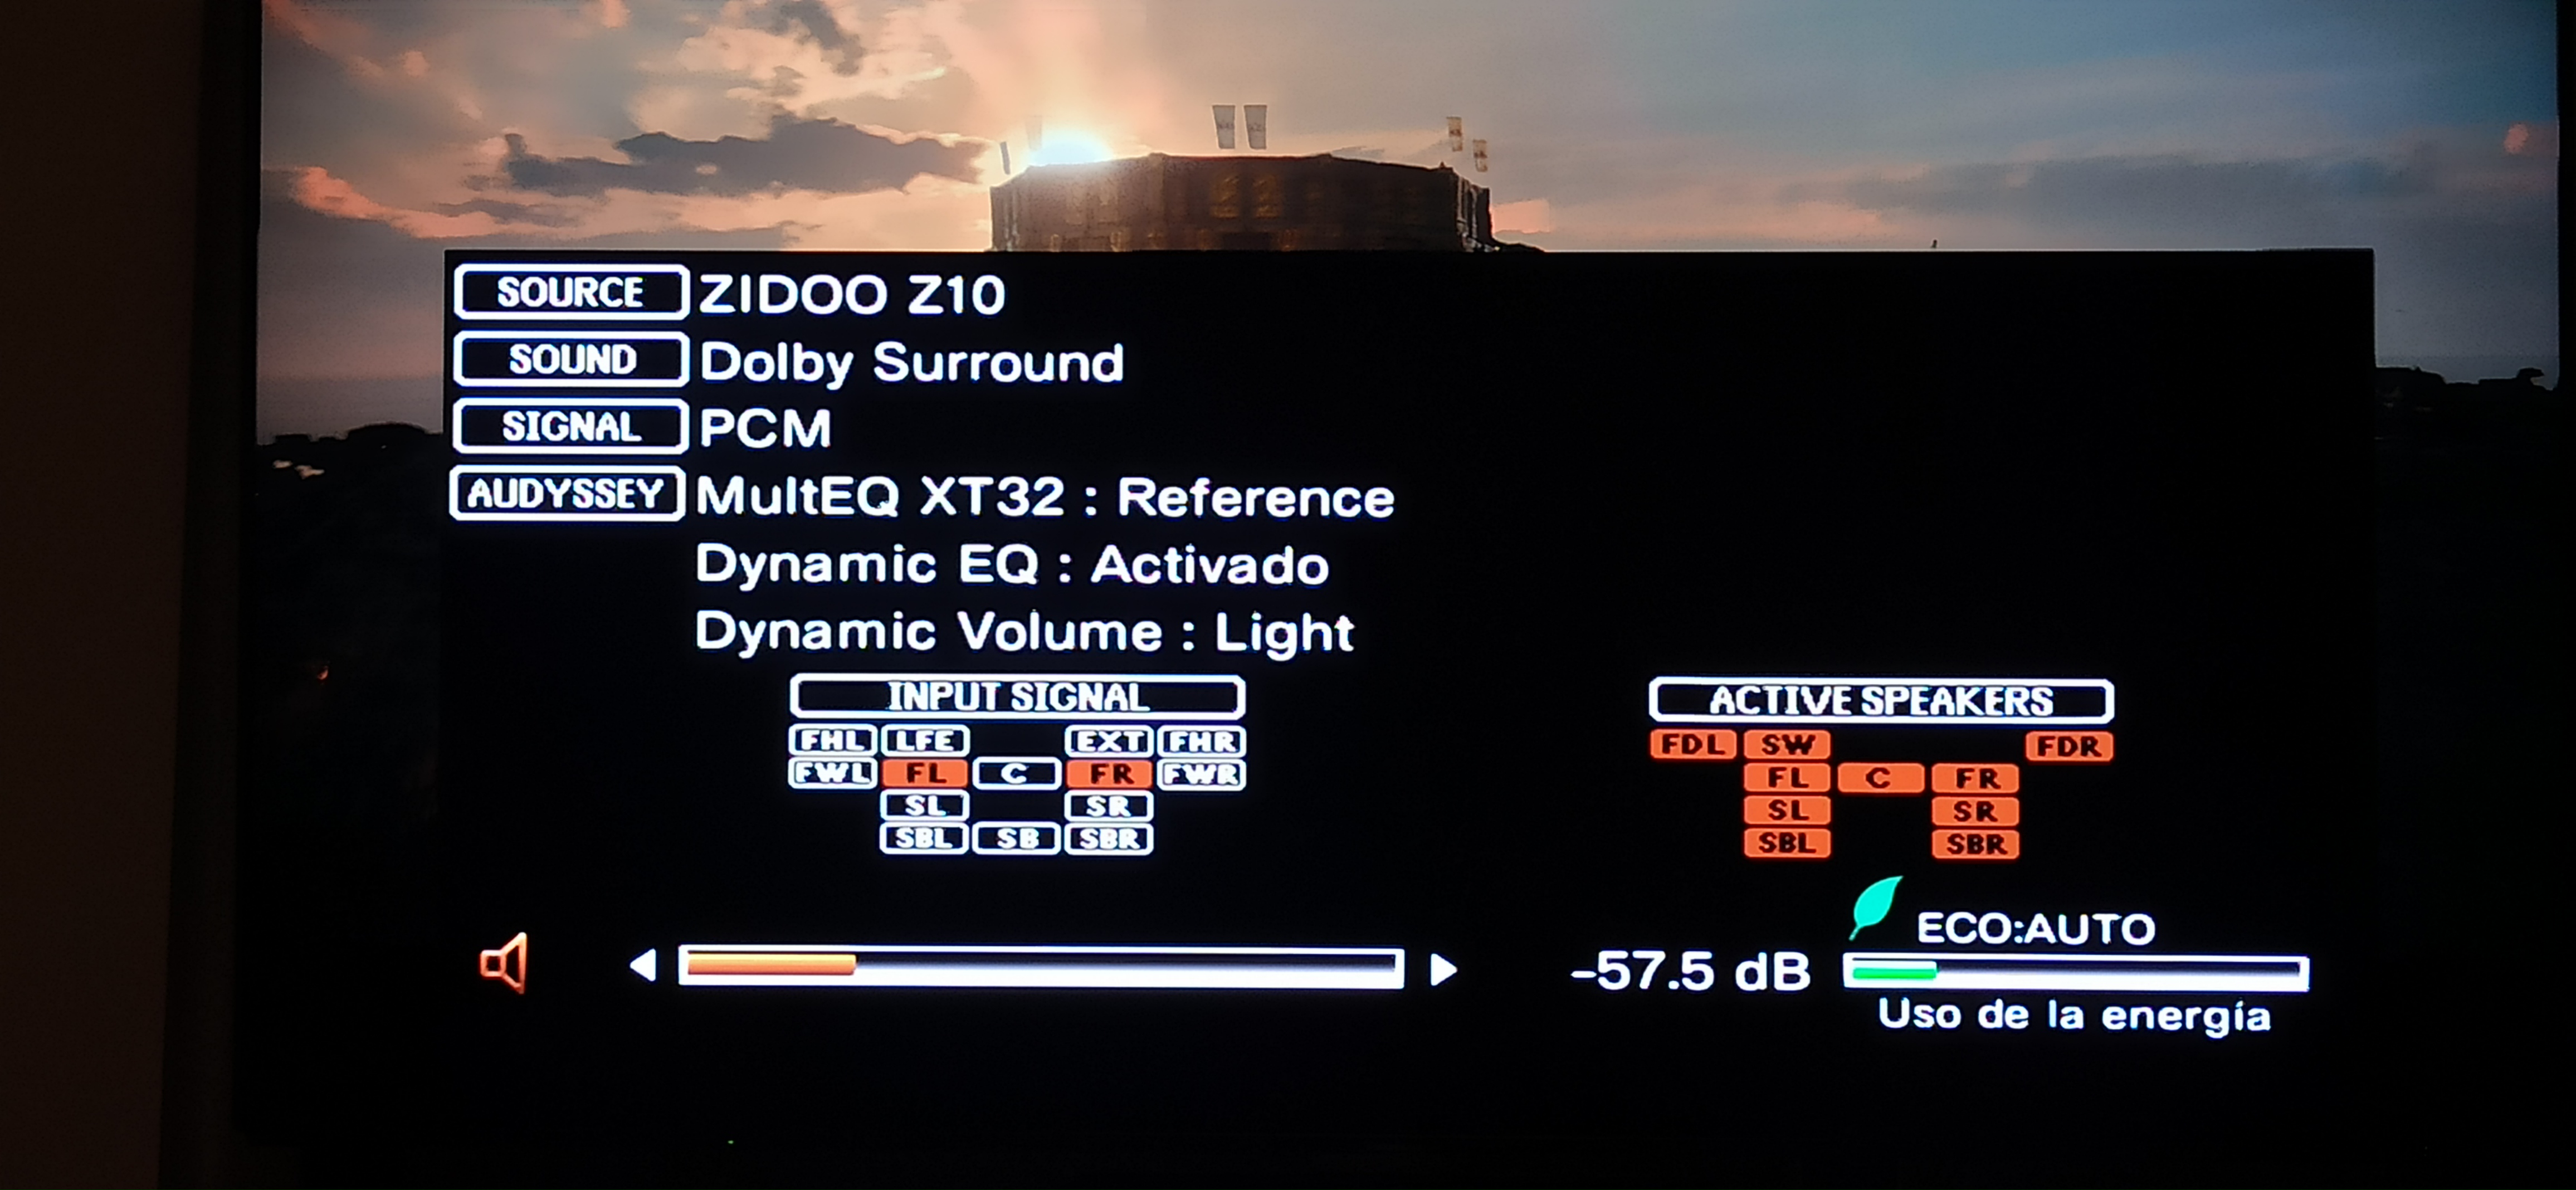 SOURCE ZIDOO Z10
SOUND Dolby Surround
SIGNAL PCM
AUDYSSEY MultEQ XT32 : Reference
Dynamic EQ : Activado
Dynamic Volume : Light
INPUT SIGNAL
FHL LFE EXT FHR
FWL FL C FR FWR
SL SR
SBL SB SBR
ACTIVE SPEAKERS
FDL SW FDR
FL C FR
SL SR
SBL SBR
ECO:AUTO
-57.5 dB
Uso de la energía